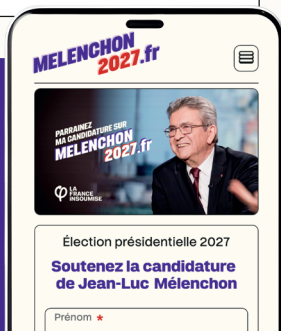 MELENCHON
2027.fr
PARRAINEZ
MA CANDIDATURE SUR
MELENCHON
2027.fr
LA
FRANCE
INSOUMISE
Élection présidentielle 2027
Soutenez la candidature
de Jean-Luc Mélenchon
Prénom *